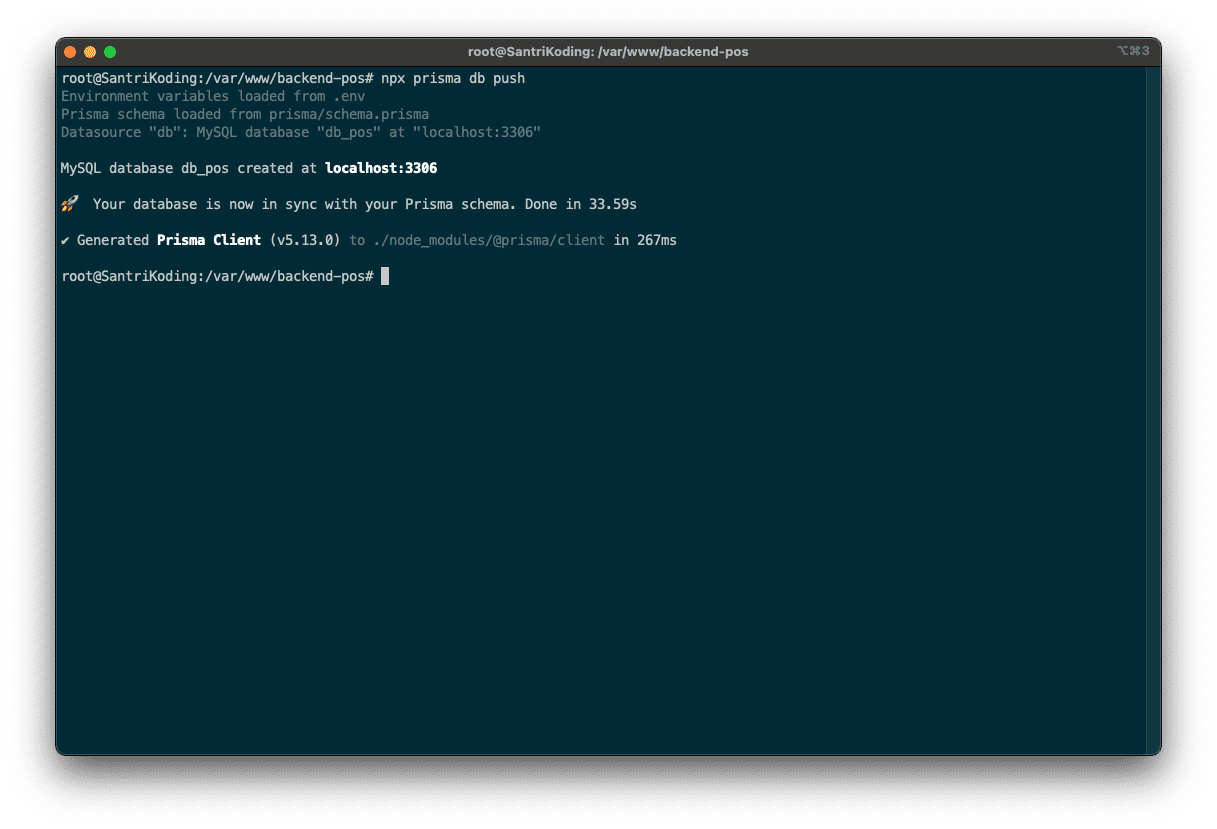 root@SantriKoding: /var/www/backend-pos
⌥⌘3
root@SantriKoding:/var/www/backend-pos# npx prisma db push
Environment variables loaded from .env
Prisma schema loaded from prisma/schema.prisma
Datasource "db": MySQL database "db_pos" at "localhost:3306"
MySQL database db_pos created at localhost:3306
🚀 Your database is now in sync with your Prisma schema. Done in 33.59s
✔ Generated Prisma Client (v5.13.0) to ./node_modules/@prisma/client in 267ms
root@SantriKoding:/var/www/backend-pos#